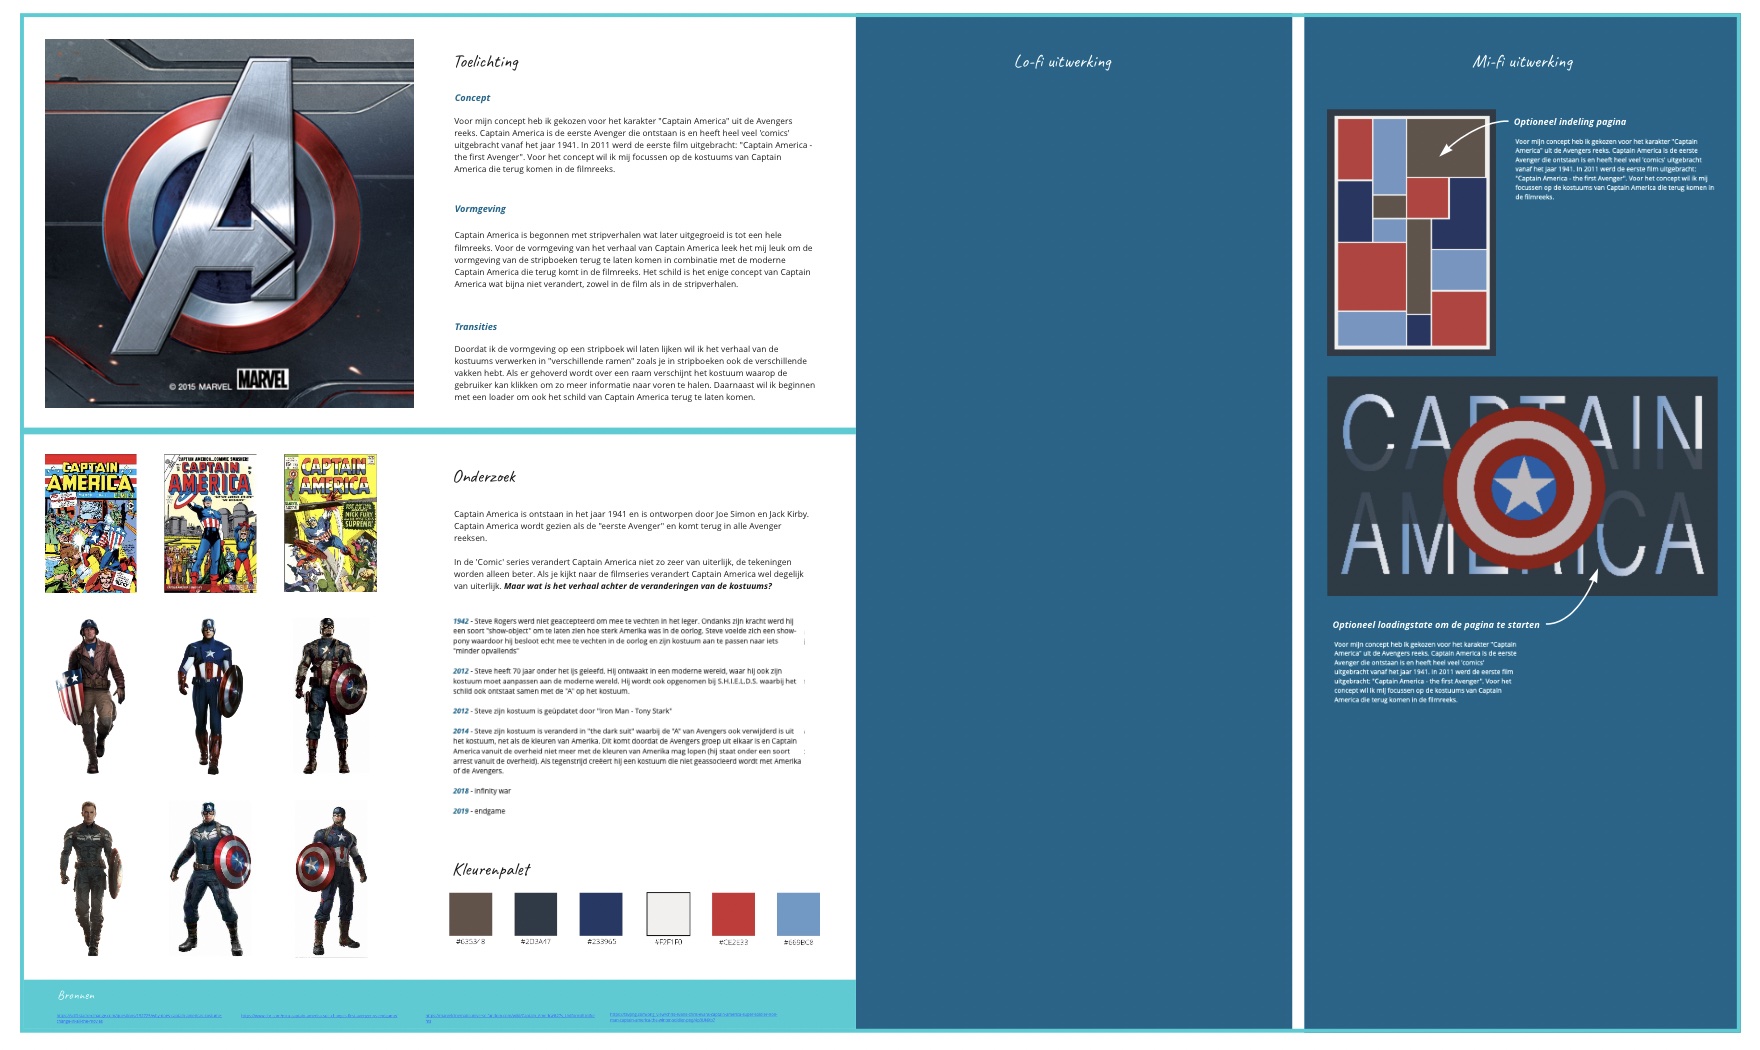 © 2015 MARVEL MARVEL
Toelichting
Concept
Voor mijn concept heb ik gekozen voor het karakter "Captain America" uit de Avengers
reeks. Captain America is de eerste Avenger die ontstaan is en heeft heel veel 'comics'
uitgebracht vanaf het jaar 1941. In 2011 werd de eerste film uitgebracht: "Captain America -
the first Avenger". Voor het concept wil ik mij focussen op de kostuums van Captain
America die terug komen in de filmreeks.
Vormgeving
Captain America is begonnen met stripverhalen wat later uitgegroeid is tot een hele
filmreeks. Voor de vormgeving van het verhaal van Captain America leek het mij leuk om de
vormgeving van de stripboeken terug te laten komen in combinatie met de moderne
Captain America die terug komt in de filmreeks. Het schild is het enige concept van Captain
America wat bijna niet verandert, zowel in de film als in de stripverhalen.
Transities
Doordat ik de vormgeving op een stripboek wil laten lijken wil ik het verhaal van de
kostuums verwerken in "verschillende ramen" zoals je in stripboeken ook de verschillende
vakken hebt. Als er gehoverd wordt over een raam verschijnt het kostuum waarop de
gebruiker kan klikken om zo meer informatie naar voren te halen. Daarnaast wil ik beginnen
met een loader om ook het schild van Captain America terug te laten komen.
CAPTAIN
AMERICA
CAPTAIN
AMERICA
CAPTAIN
AMERICA
Onderzoek
Captain America is ontstaan in het jaar 1941 en is ontworpen door Joe Simon en Jack Kirby.
Captain America wordt gezien als de "eerste Avenger" en komt terug in alle Avenger
reeksen.
In de 'Comic' series verandert Captain America niet zo zeer van uiterlijk, de tekeningen
worden alleen beter. Als je kijkt naar de filmseries verandert Captain America wel degelijk
van uiterlijk. Maar wat is het verhaal achter de veranderingen van de kostuums?
1942 - Steve Rogers werd niet geaccepteerd om mee te vechten in het leger. Ondanks zijn kracht werd hij
een soort "show-object" om te laten zien hoe sterk Amerika was in de oorlog. Steve voelde zich een show-
pony waardoor hij besloot echt mee te vechten in de oorlog en zijn kostuum aan te passen naar iets
"minder opvallends"
2012 - Steve heeft 70 jaar onder het ijs geleefd. Hij ontwaakt in een moderne wereld, waar hij ook zijn
kostuum moet aanpassen aan de moderne wereld. Hij wordt ook opgenomen bij S.H.I.E.L.D.S. waarbij het
schild ook ontstaat samen met de "A" op het kostuum.
2012 - Steve zijn kostuum is geüpdatet door "Iron Man - Tony Stark"
2014 - Steve zijn kostuum is veranderd in "the dark suit" waarbij de "A" van Avengers ook verwijderd is uit
het kostuum, net als de kleuren van Amerika. Dit komt doordat de Avengers groep uit elkaar is en Captain
America vanuit de overheid niet meer met de kleuren van Amerika mag lopen (hij staat onder een soort
arrest vanuit de overheid). Als tegenstrijd creëert hij een kostuum die niet geassocieerd wordt met Amerika
of de Avengers.
2018 - infinity war
2019 - endgame
Kleurenpalet
#635348 #2D3A47 #233965 #F2F1F0 #CE2E33 #669BC8
Bronnen
Lo-fi uitwerking
Mi-fi uitwerking
Optioneel indeling pagina
Voor mijn concept heb ik gekozen voor het karakter "Captain
America" uit de Avengers reeks. Captain America is de eerste
Avenger die ontstaan is en heeft heel veel 'comics' uitgebracht
vanaf het jaar 1941. In 2011 werd de eerste film uitgebracht:
"Captain America - the first Avenger". Voor het concept wil ik mij
focussen op de kostuums van Captain America die terug komen in
de filmreeks.
CAPTAIN
AMERICA
Optioneel loadingstate om de pagina te starten
Voor mijn concept heb ik gekozen voor het karakter "Captain
America" uit de Avengers reeks. Captain America is de eerste
Avenger die ontstaan is en heeft heel veel 'comics'
uitgebracht vanaf het jaar 1941. In 2011 werd de eerste film
uitgebracht: "Captain America - the first Avenger". Voor het
concept wil ik mij focussen op de kostuums van Captain
America die terug komen in de filmreeks.